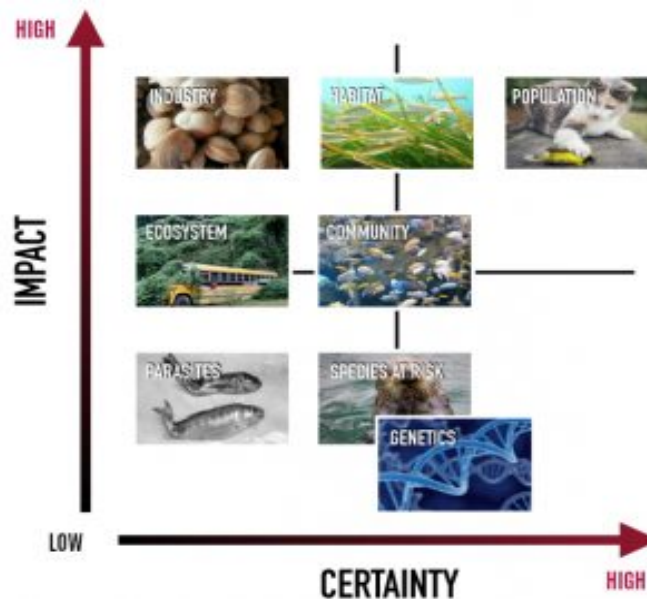 HIGH
INDUSTRY
HABITAT
POPULATION
IMPACT
ECOSYSTEM
COMMUNITY
PARASITES
SPECIES AT RISK
GENETICS
LOW
CERTAINTY
HIGH